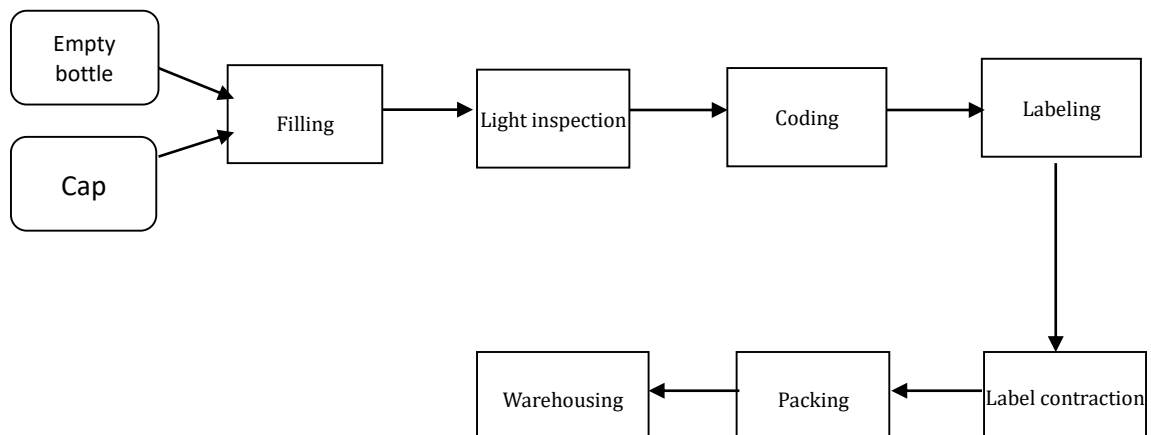 Empty
bottle
Cap
Filling
Light inspection
Coding
Labeling
Label contraction
Packing
Warehousing